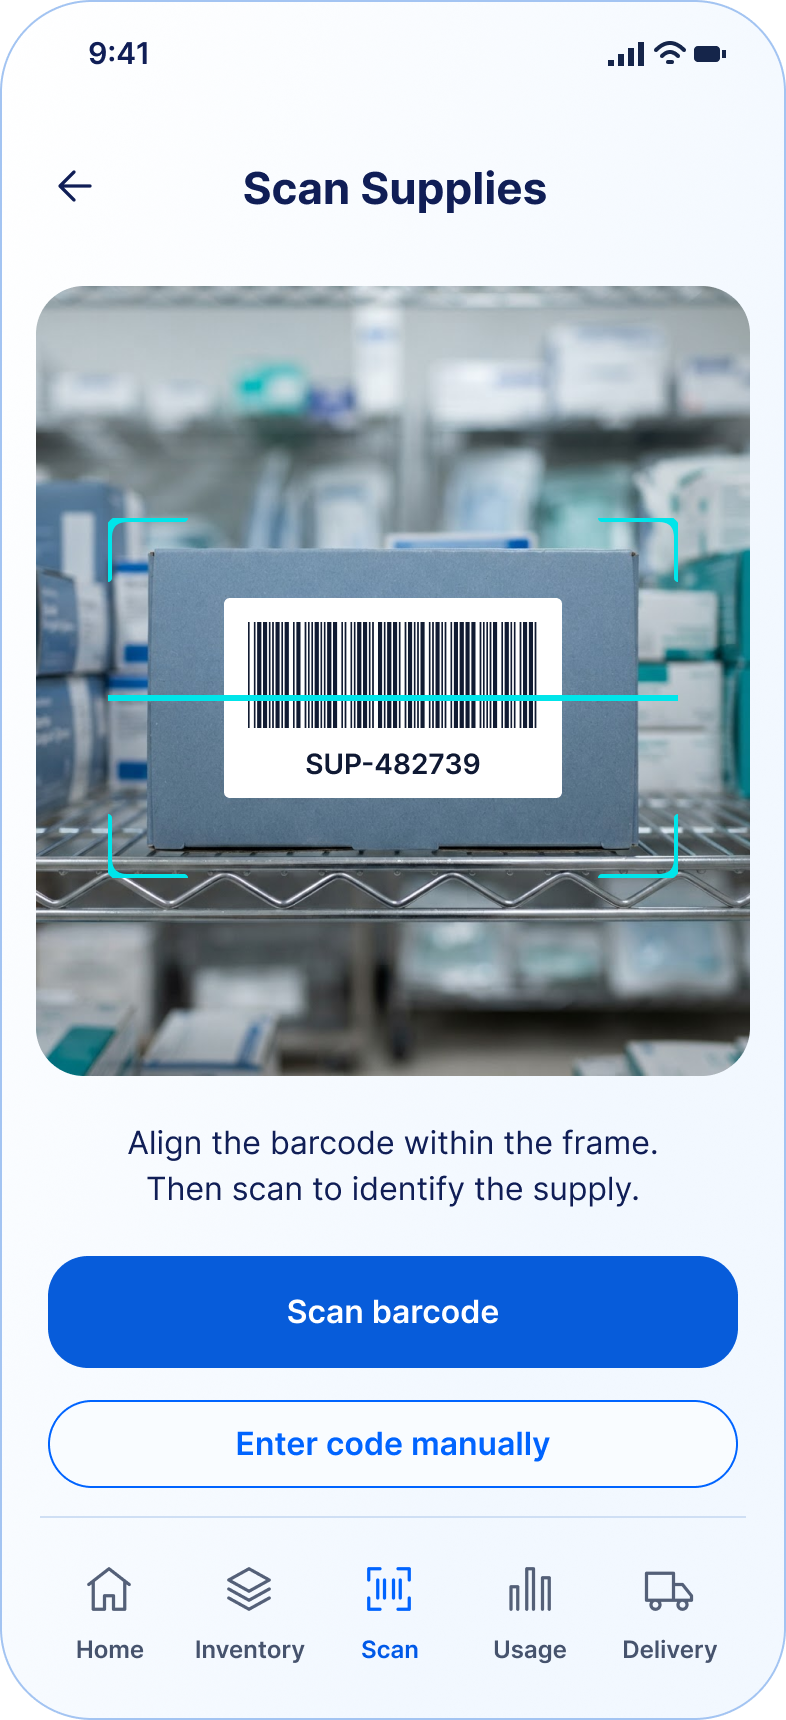 9:41
Scan Supplies
SUP-482739
Align the barcode within the frame.
Then scan to identify the supply.
Scan barcode
Enter code manually
Home
Inventory
Scan
Usage
Delivery